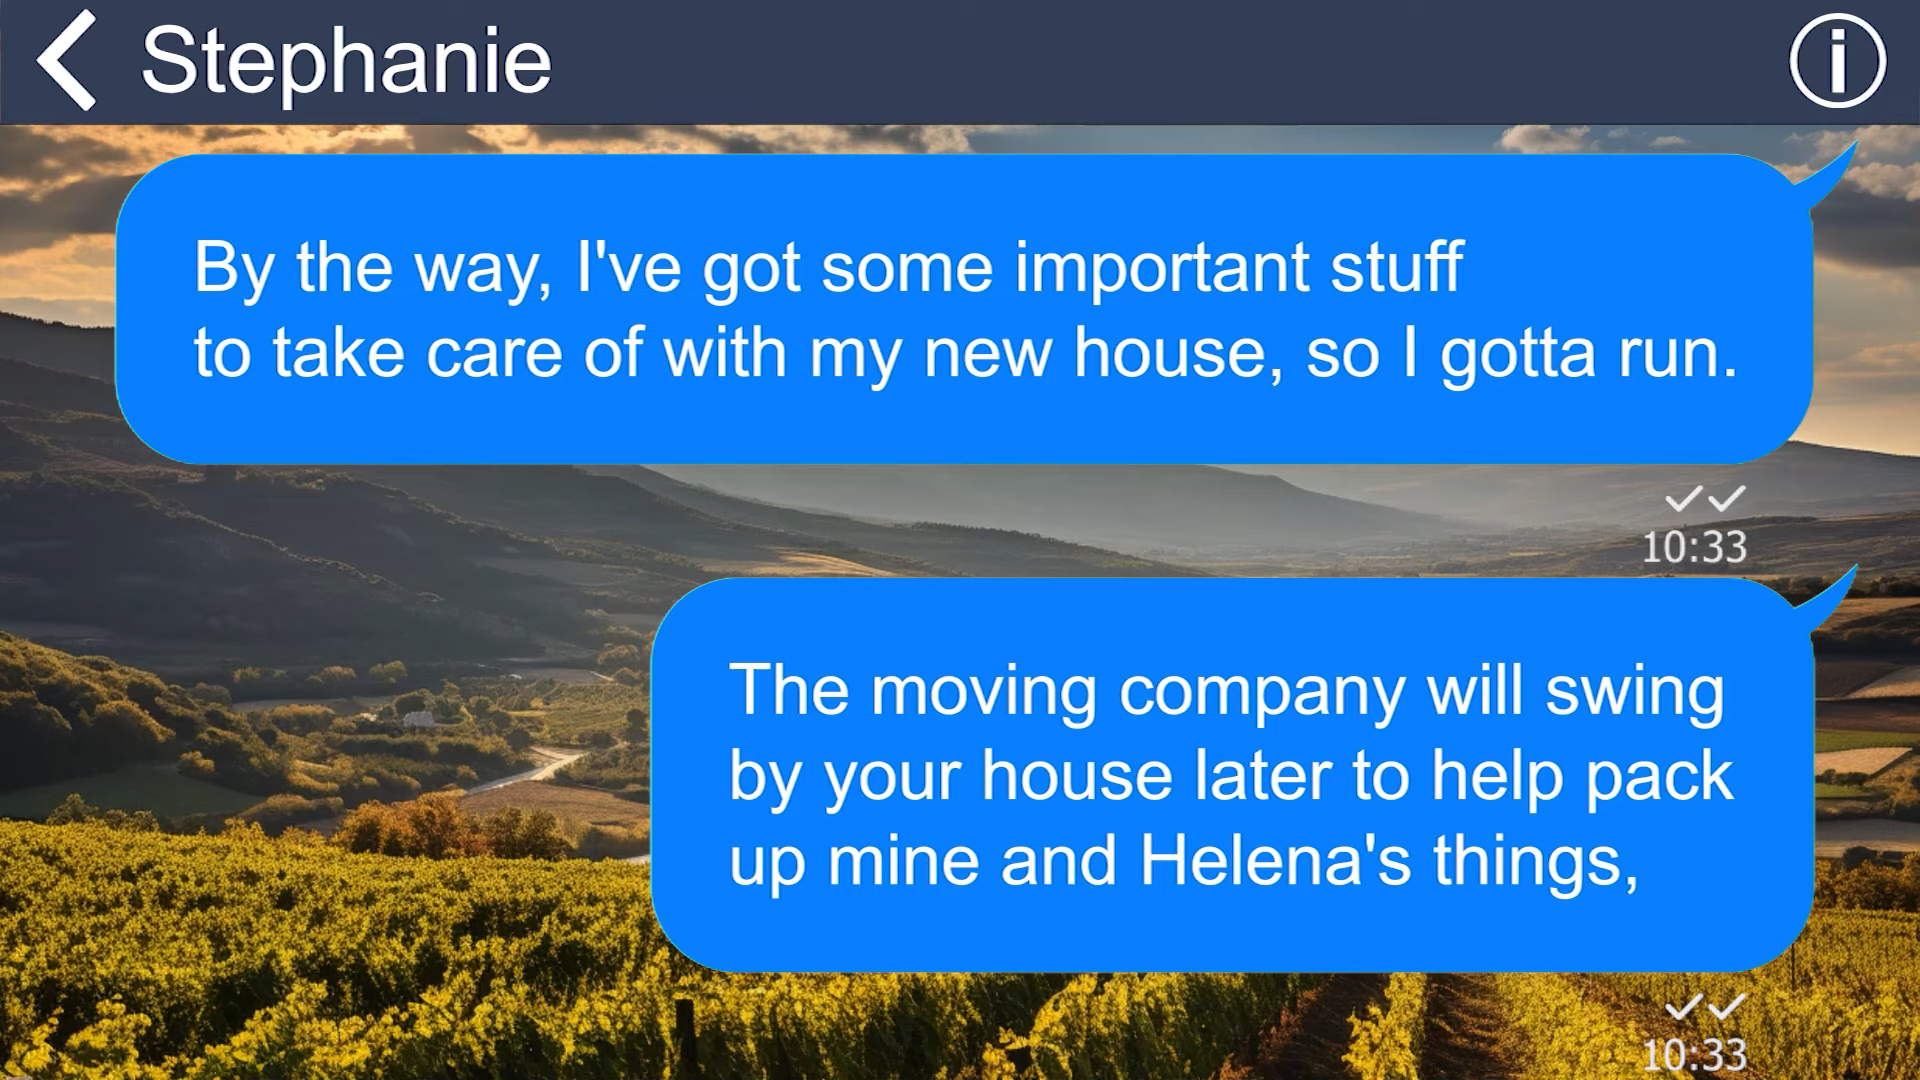 Stephanie
By the way, I've got some important stuff
to take care of with my new house, so I gotta run.
10:33
The moving company will swing
by your house later to help pack
up mine and Helena's things,
10:33